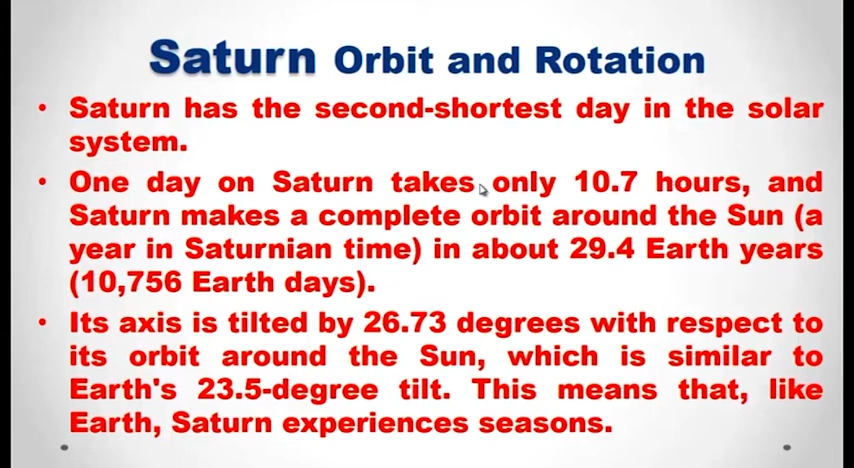 Saturn Orbit and Rotation
• Saturn has the second-shortest day in the solar
system.
• One day on Saturn takes only 10.7 hours, and
Saturn makes a complete orbit around the Sun (a
year in Saturnian time) in about 29.4 Earth years
(10,756 Earth days).
• Its axis is tilted by 26.73 degrees with respect to
its orbit around the Sun, which is similar to
Earth's 23.5-degree tilt. This means that, like
Earth, Saturn experiences seasons.